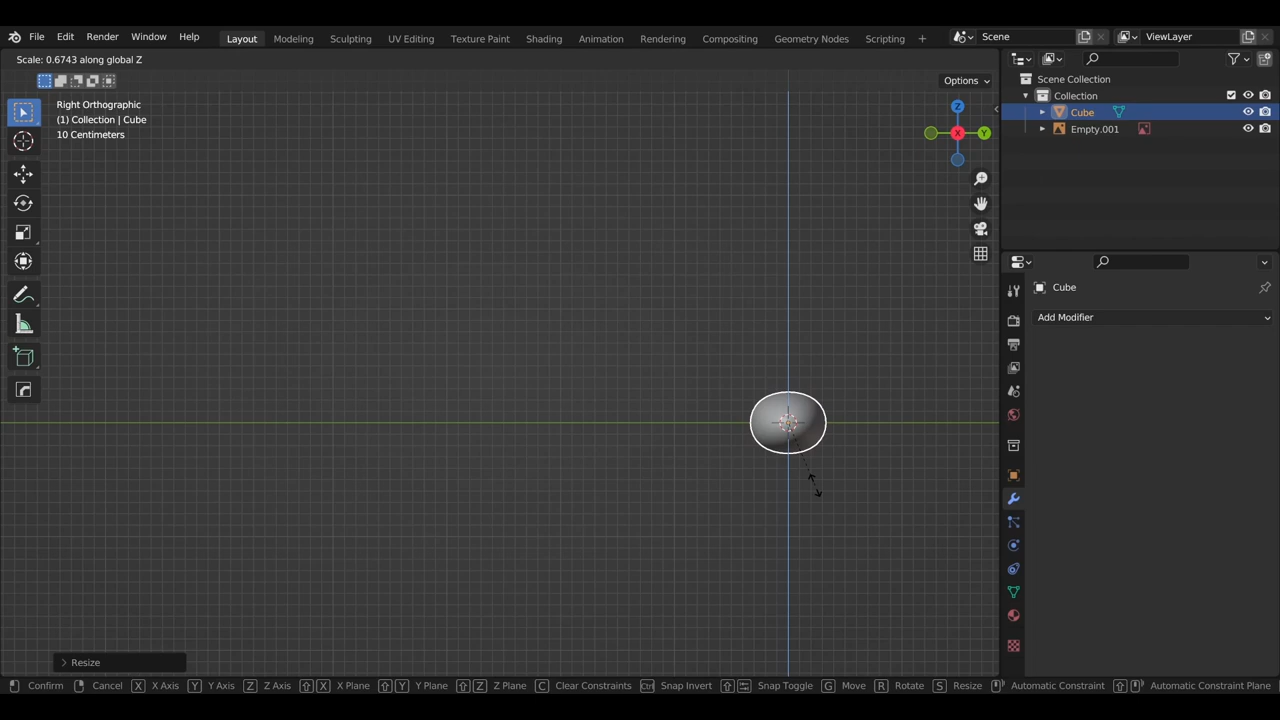 File Edit Render Window Help Layout Modeling Sculpting UV Editing Texture Paint Shading Animation Rendering Compositing Geometry Nodes Scripting + Scene ViewLayer
Scale: 0.6743 along global Z
Options
Right Orthographic
(1) Collection | Cube
10 Centimeters
Z
X
Y
Scene Collection
Collection
Cube
Empty.001
Cube
Add Modifier
Resize
Confirm Cancel X X Axis Y Y Axis Z Z Axis X X Plane Y Y Plane Z Z Plane C Clear Constraints Ctrl Snap Invert Snap Toggle G Move R Rotate S Resize Automatic Constraint Automatic Constraint Plane